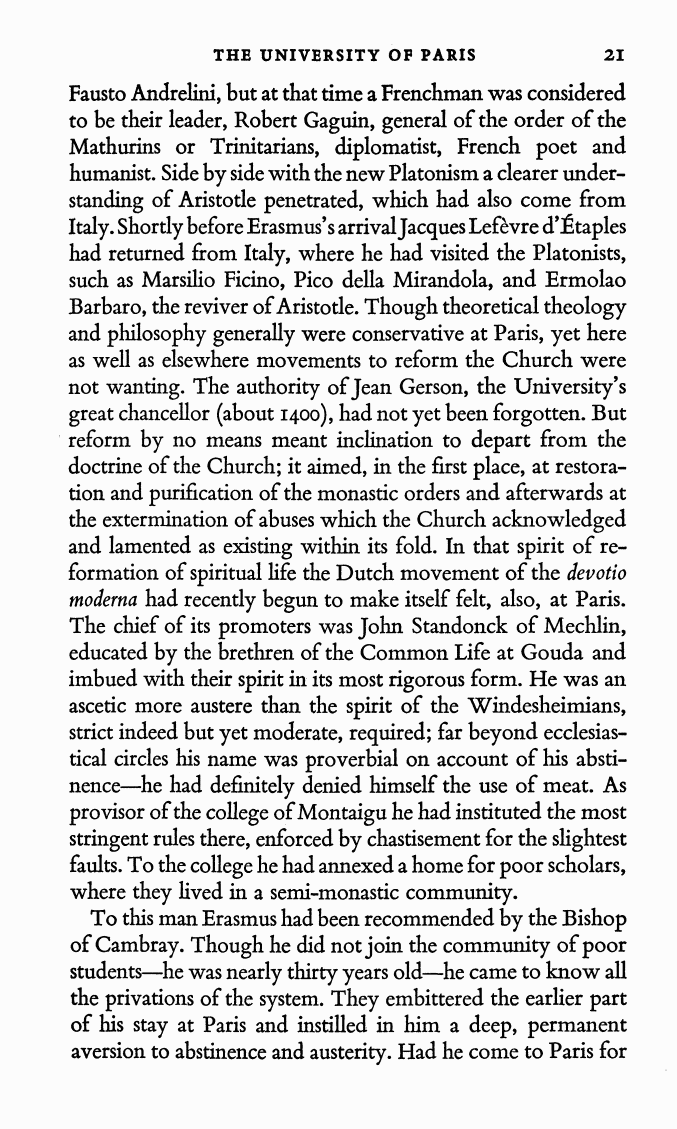 THE UNIVERSITY OF PARIS 21
Fausto Andrelini, but at that time a Frenchman was considered
to be their leader, Robert Gaguin, general of the order of the
Mathurins or Trinitarians, diplomatist, French poet and
humanist. Side by side with the new Platonism a clearer under-
standing of Aristotle penetrated, which had also come from
Italy. Shortly before Erasmus's arrival Jacques Lefèvre d'Étaples
had returned from Italy, where he had visited the Platonists,
such as Marsilio Ficino, Pico della Mirandola, and Ermolao
Barbaro, the reviver of Aristotle. Though theoretical theology
and philosophy generally were conservative at Paris, yet here
as well as elsewhere movements to reform the Church were
not wanting. The authority of Jean Gerson, the University's
great chancellor (about 1400), had not yet been forgotten. But
reform by no means meant inclination to depart from the
doctrine of the Church; it aimed, in the first place, at restora-
tion and purification of the monastic orders and afterwards at
the extermination of abuses which the Church acknowledged
and lamented as existing within its fold. In that spirit of re-
formation of spiritual life the Dutch movement of the devotio
moderna had recently begun to make itself felt, also, at Paris.
The chief of its promoters was John Standonck of Mechlin,
educated by the brethren of the Common Life at Gouda and
imbued with their spirit in its most rigorous form. He was an
ascetic more austere than the spirit of the Windesheimians,
strict indeed but yet moderate, required; far beyond ecclesias-
tical circles his name was proverbial on account of his absti-
nence—he had definitely denied himself the use of meat. As
provisor of the college of Montaigu he had instituted the most
stringent rules there, enforced by chastisement for the slightest
faults. To the college he had annexed a home for poor scholars,
where they lived in a semi-monastic community.
To this man Erasmus had been recommended by the Bishop
of Cambray. Though he did not join the community of poor
students—he was nearly thirty years old—he came to know all
the privations of the system. They embittered the earlier part
of his stay at Paris and instilled in him a deep, permanent
aversion to abstinence and austerity. Had he come to Paris for